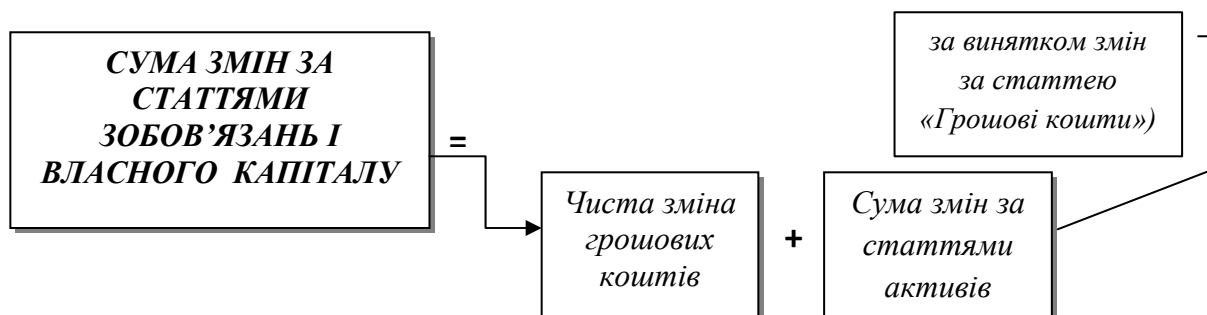 СУМА ЗМІН ЗА
СТАТТЯМИ
ЗОБОВ’ЯЗАНЬ І
ВЛАСНОГО КАПІТАЛУ
=
Чиста зміна
грошових
коштів
+
Сума змін за
статтями
активів
за винятком змін
за статтею
«Грошові кошти»)